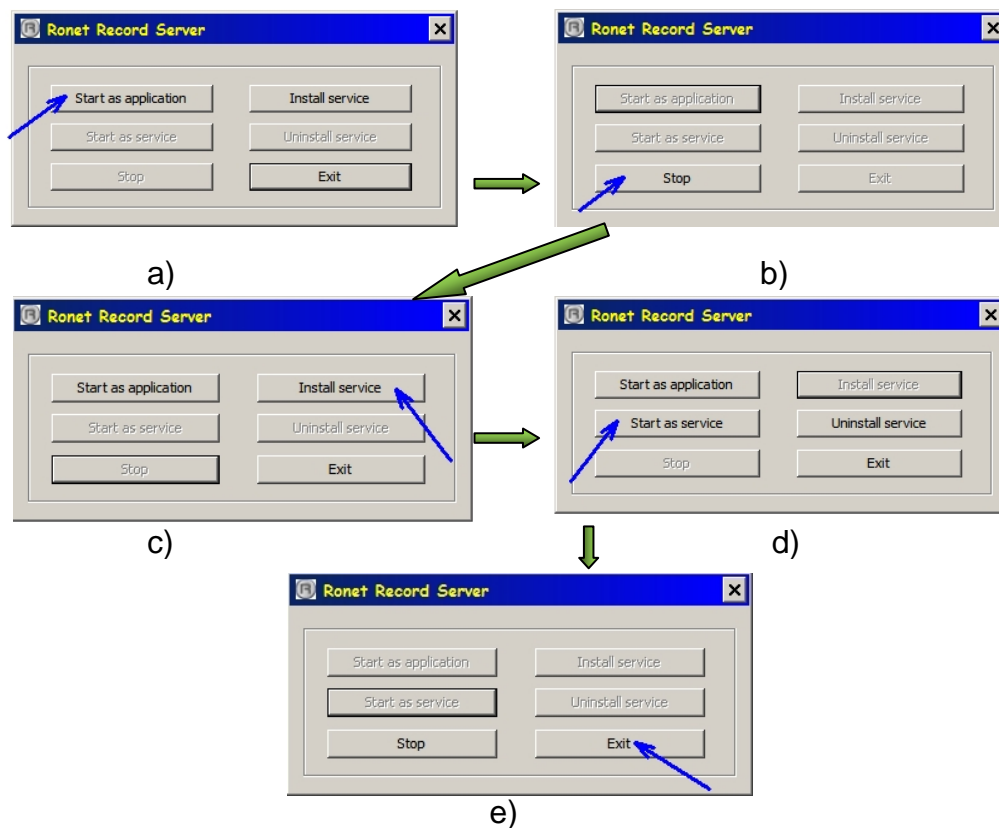 Ronet Record Server
Start as application Install service
Start as service Uninstall service
Stop Exit
a)
Ronet Record Server
Start as application Install service
Start as service Uninstall service
Stop Exit
b)
Ronet Record Server
Start as application Install service
Start as service Uninstall service
Stop Exit
c)
Ronet Record Server
Start as application Install service
Start as service Uninstall service
Stop Exit
d)
Ronet Record Server
Start as application Install service
Start as service Uninstall service
Stop Exit
e)